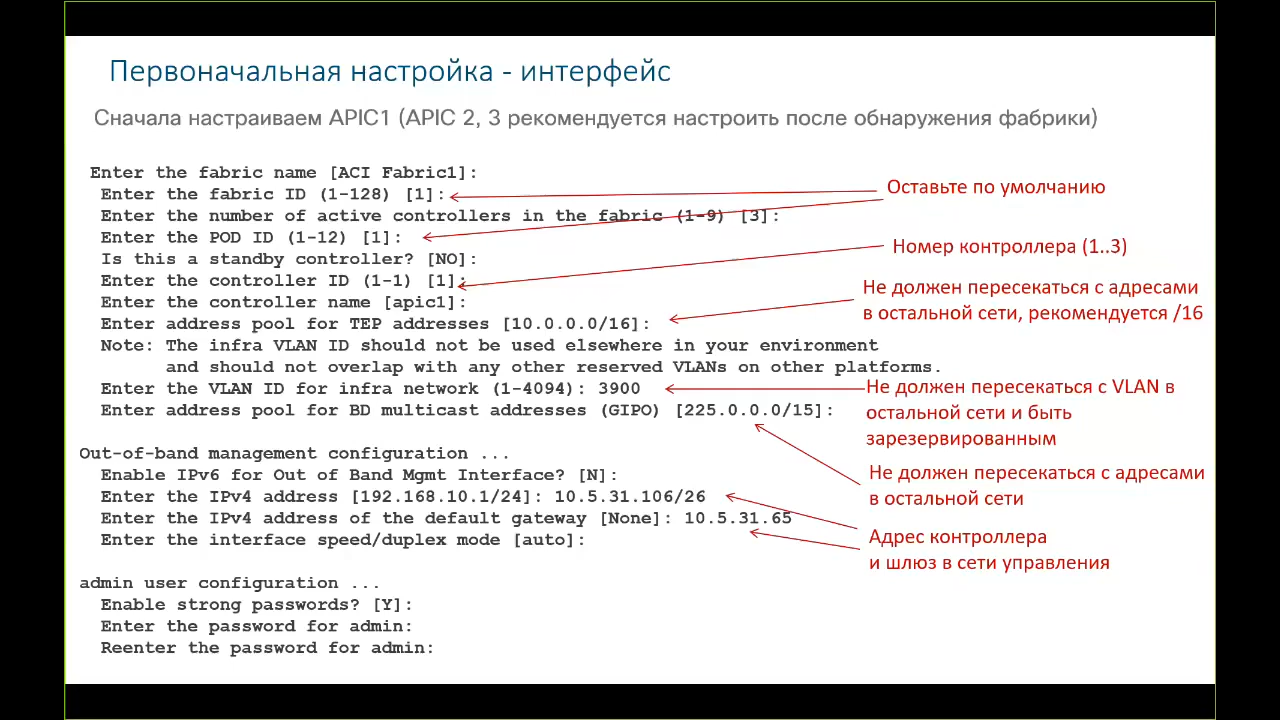 Первоначальная настройка - интерфейс
Сначала настраиваем APIC1 (APIC 2, 3 рекомендуется настроить после обнаружения фабрики)
Enter the fabric name [ACI Fabric1]:
Enter the fabric ID (1-128) [1]:
Оставьте по умолчанию
Enter the number of active controllers in the fabric (1-9) [3]:
Enter the POD ID (1-12) [1]:
Is this a standby controller? [NO]:
Номер контроллера (1..3)
Enter the controller ID (1-1) [1]:
Enter the controller name [apic1]:
Не должен пересекаться с адресами
в остальной сети, рекомендуется /16
Enter address pool for TEP addresses [10.0.0.0/16]:
Note: The infra VLAN ID should not be used elsewhere in your environment
and should not overlap with any other reserved VLANs on other platforms.
Enter the VLAN ID for infra network (1-4094): 3900
Не должен пересекаться с VLAN в
остальной сети и быть
зарезервированным
Enter address pool for BD multicast addresses (GIPO) [225.0.0.0/15]:
Не должен пересекаться с адресами
в остальной сети
Out-of-band management configuration ...
Enable IPv6 for Out of Band Mgmt Interface? [N]:
Enter the IPv4 address [192.168.10.1/24]: 10.5.31.106/26
Enter the IPv4 address of the default gateway [None]: 10.5.31.65
Адрес контроллера
и шлюз в сети управления
Enter the interface speed/duplex mode [auto]:
admin user configuration ...
Enable strong passwords? [Y]:
Enter the password for admin:
Reenter the password for admin: